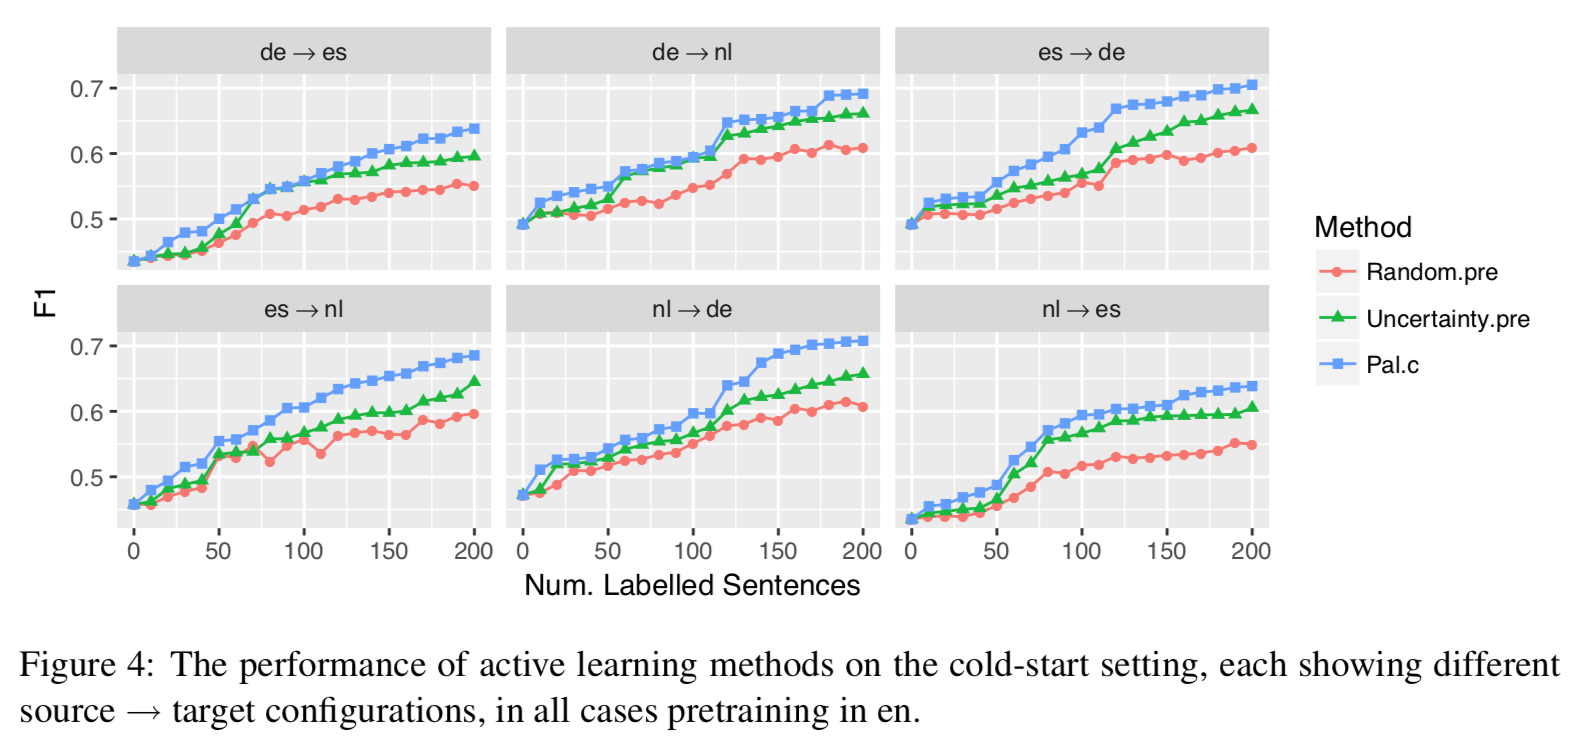 de → es
de → nl
es → de
0.7
0.6
0.5
F1
es → nl
nl → de
nl → es
0.7
0.6
0.5
0 50 100 150 200
0 50 100 150 200
0 50 100 150 200
Num. Labelled Sentences
Method
Random.pre
Uncertainty.pre
Pal.c
Figure 4: The performance of active learning methods on the cold-start setting, each showing different
source → target configurations, in all cases pretraining in en.